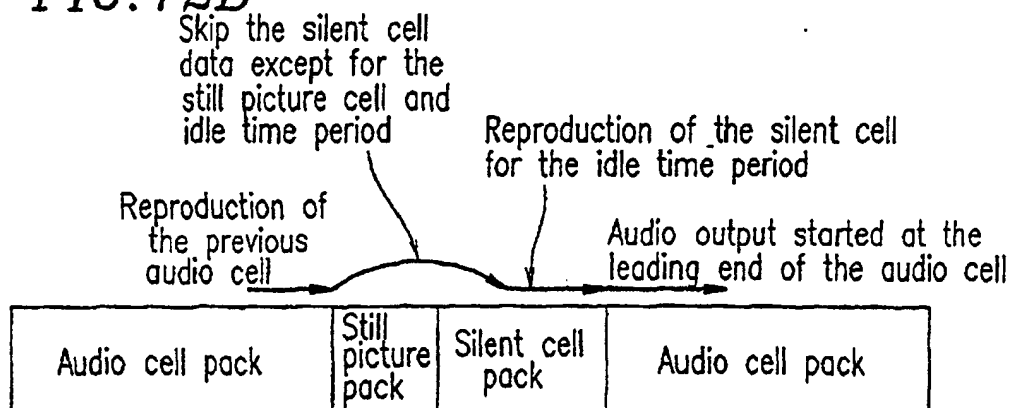 FIG. 72B
Skip the silent cell
data except for the
still picture cell and
idle time period
Reproduction of the silent cell
for the idle time period
Reproduction of
the previous
audio cell
Audio output started at the
leading end of the audio cell
Audio cell pack
Still
picture
pack
Silent cell
pack
Audio cell pack